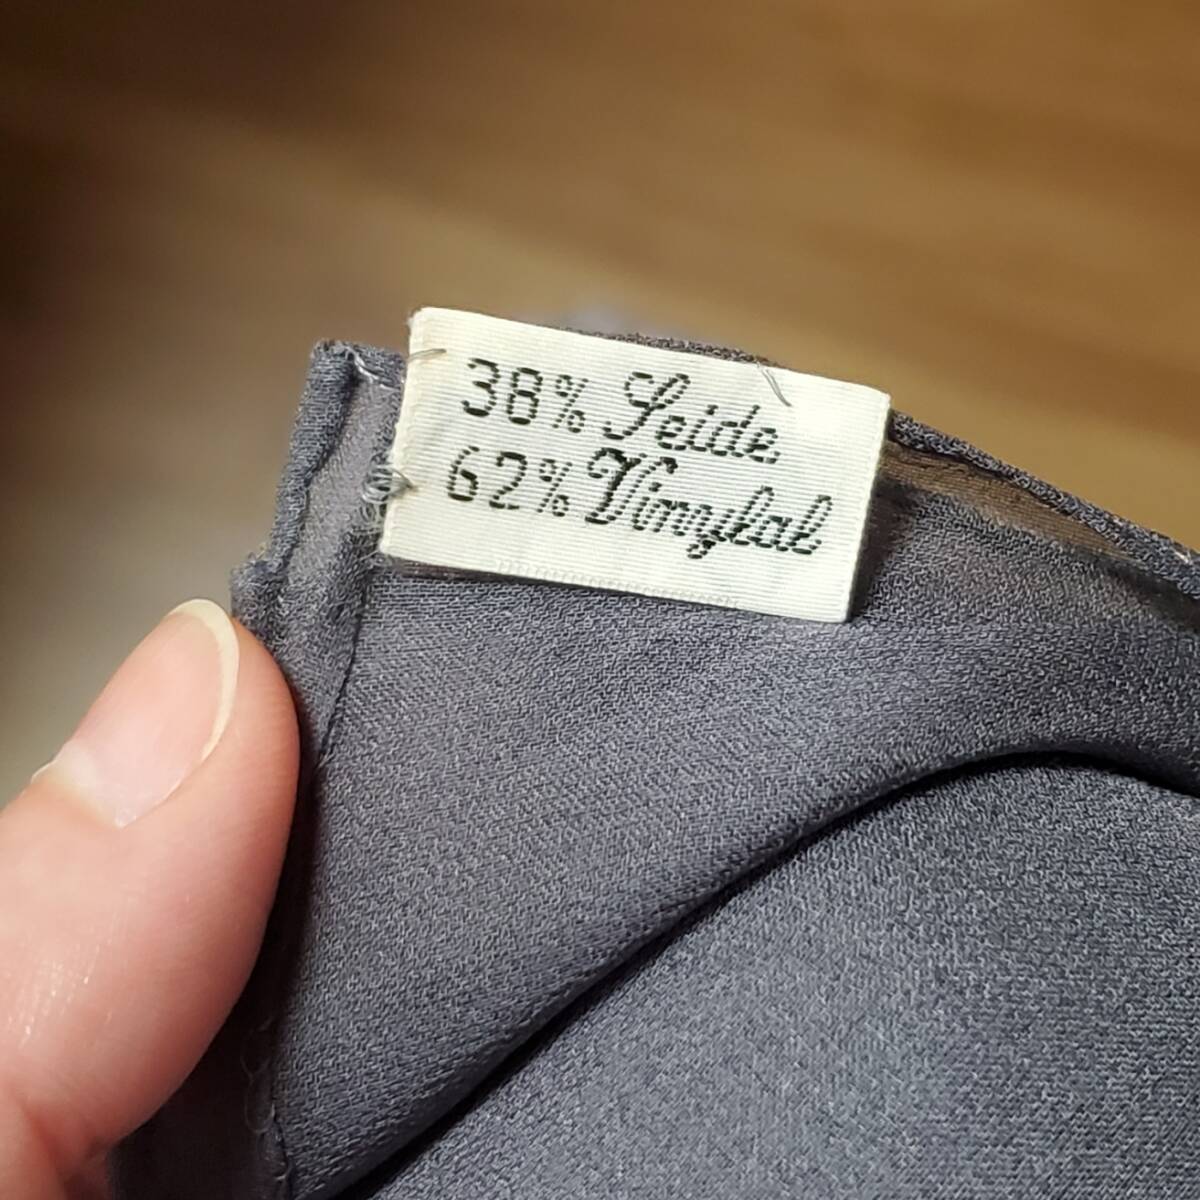 38% Seide
62% Vinylal